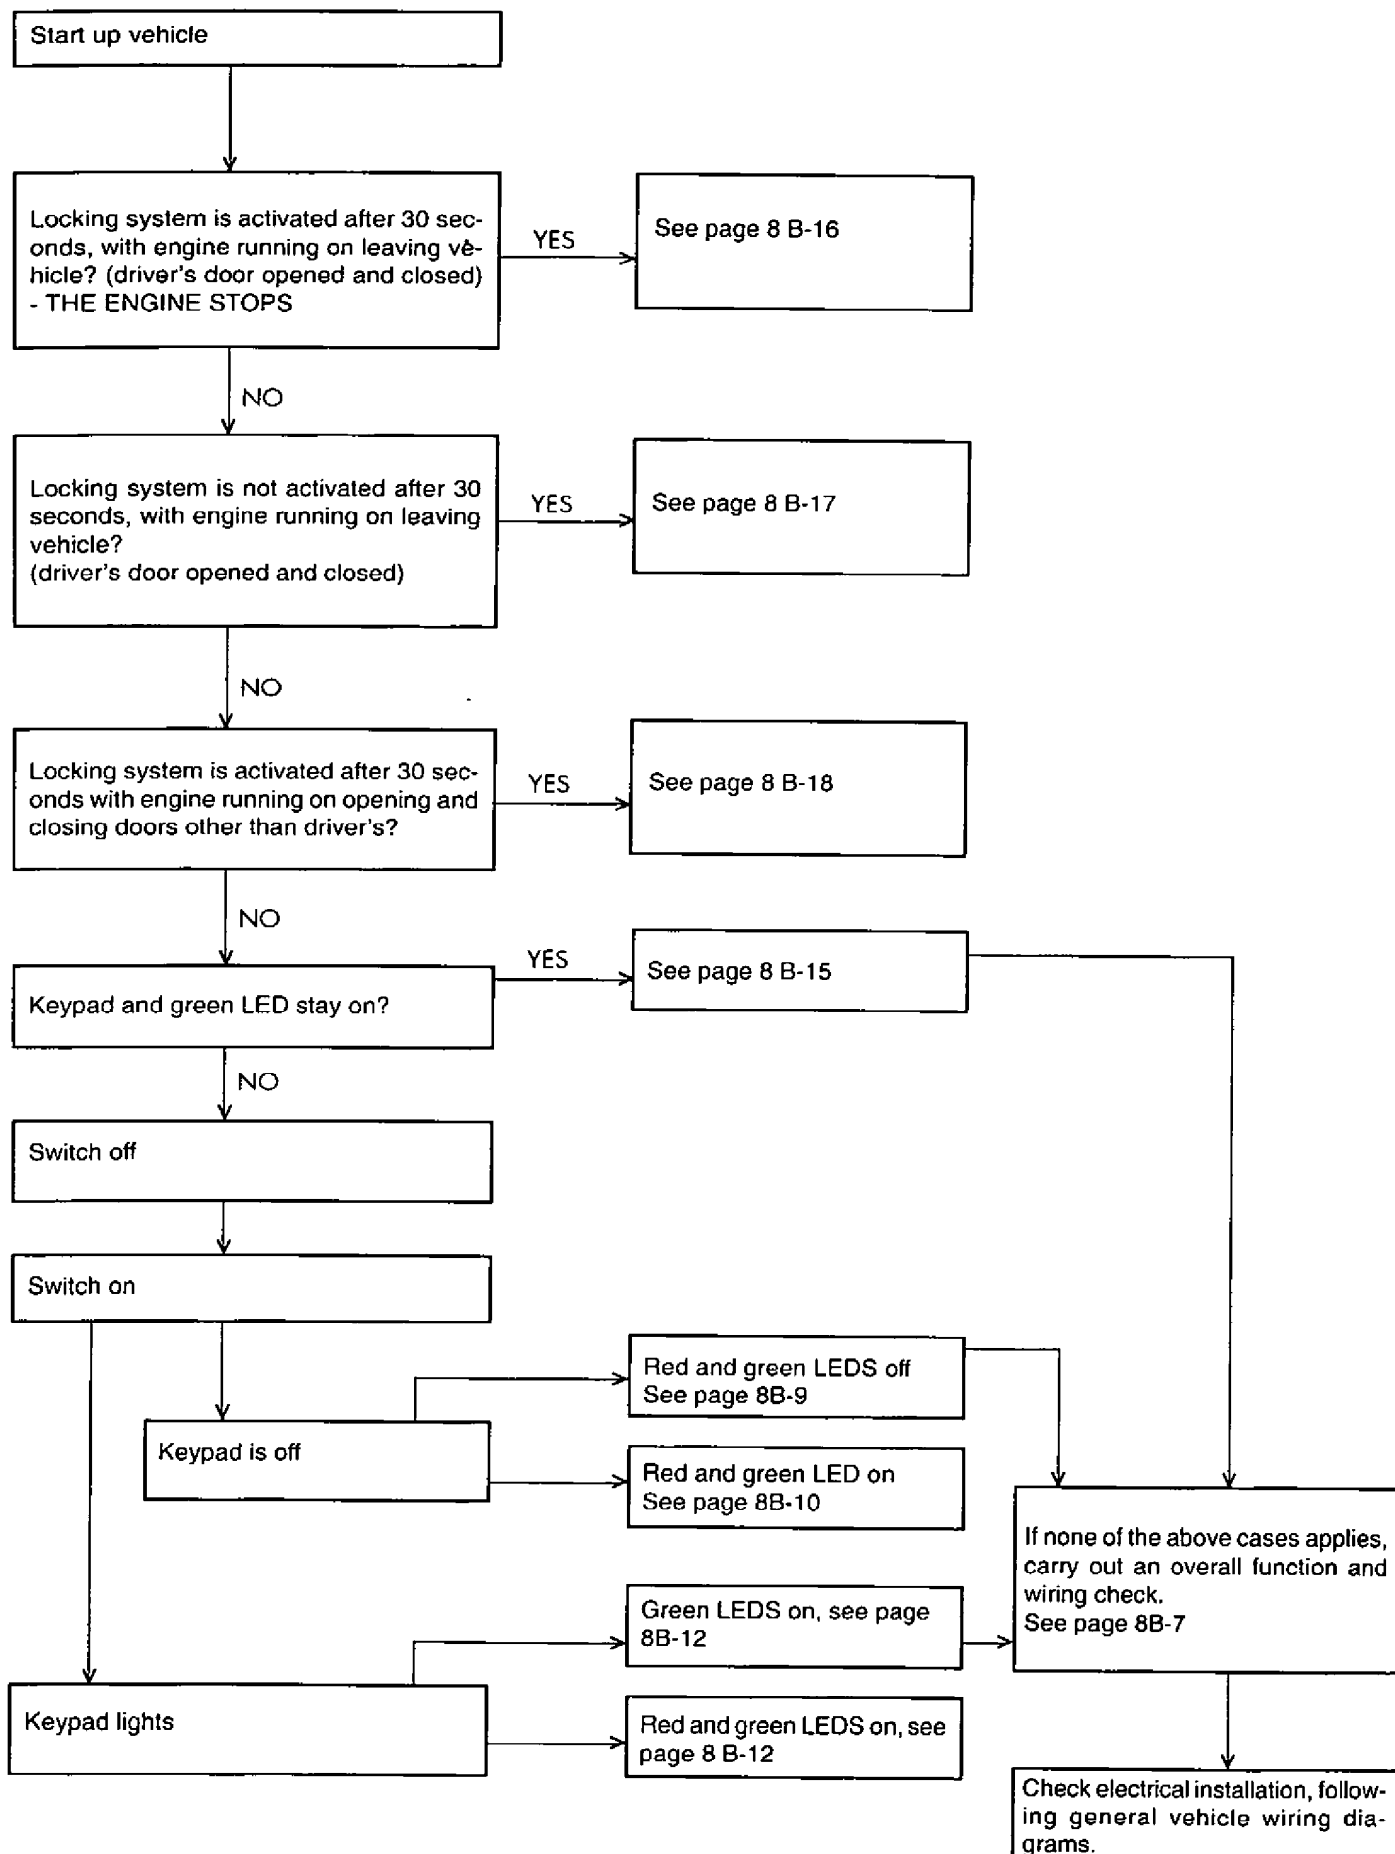 Start up vehicle
Locking system is activated after 30 sec-
onds, with engine running on leaving ve-
hicle? (driver's door opened and closed)
- THE ENGINE STOPS
YES
See page 8 B-16
NO
Locking system is not activated after 30
seconds, with engine running on leaving
vehicle?
(driver's door opened and closed)
YES
See page 8 B-17
NO
Locking system is activated after 30 sec-
onds with engine running on opening and
closing doors other than driver's?
YES
See page 8 B-18
NO
Keypad and green LED stay on?
YES
See page 8 B-15
NO
Switch off
Switch on
Keypad is off
Red and green LEDS off
See page 8B-9
Red and green LED on
See page 8B-10
Keypad lights
Green LEDS on, see page
8B-12
Red and green LEDS on, see
page 8 B-12
If none of the above cases applies,
carry out an overall function and
wiring check.
See page 8B-7
Check electrical installation, follow-
ing general vehicle wiring dia-
grams.